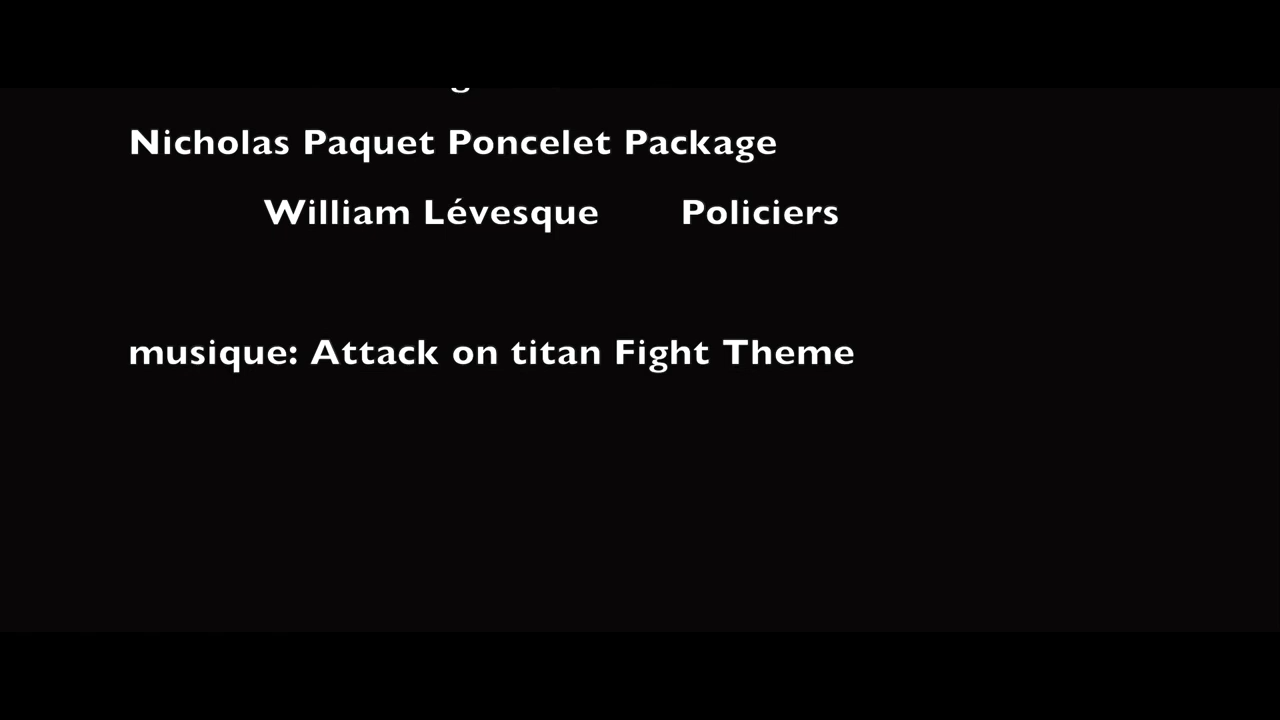 Nicholas Paquet Poncelet Package
William Lévesque Policiers
musique: Attack on titan Fight Theme